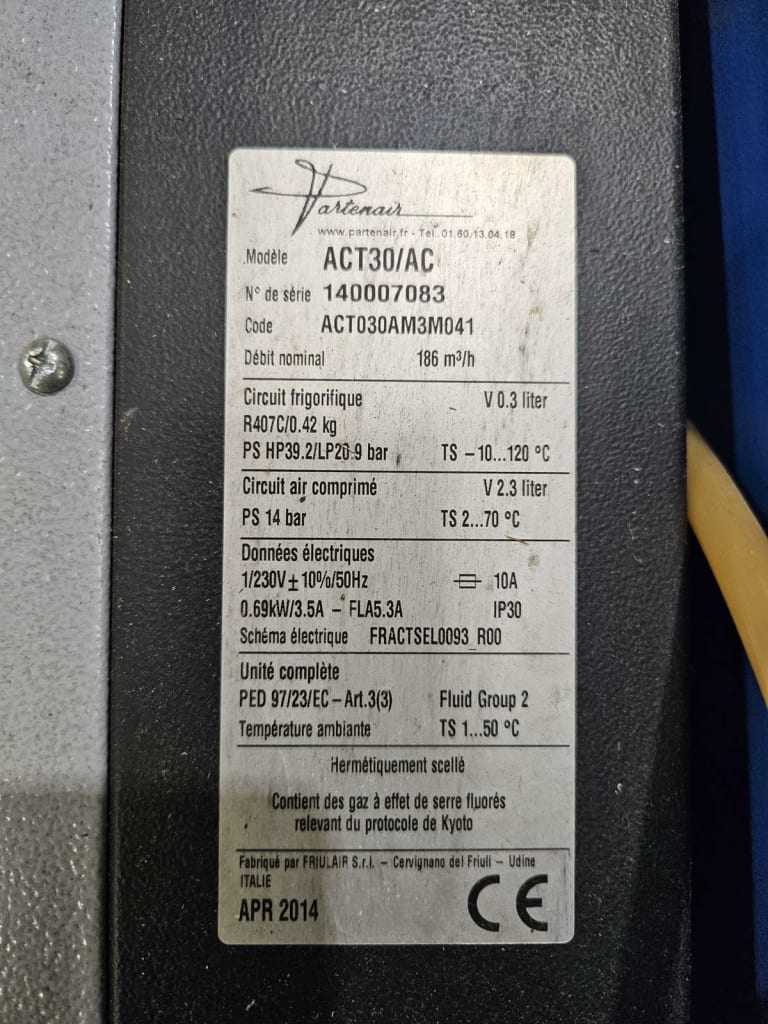 Partenair
www.partenair.fr - Tel. 01.60.13.04.18
Modèle ACT30/AC
N° de série 140007083
Code ACT030AM3M041
Débit nominal 186 m³/h
Circuit frigorifique V 0.3 liter
R407C/0.42 kg
PS HP39.2/LP20.9 bar TS –10...120 °C
Circuit air comprimé V 2.3 liter
PS 14 bar TS 2...70 °C
Données électriques
1/230V±10%/50Hz 10A
0.69kW/3.5A – FLA5.3A IP30
Schéma électrique FRACTSEL0093_R00
Unité complète
PED 97/23/EC – Art.3(3) Fluid Group 2
Température ambiante TS 1...50 °C
Hermétiquement scellé
Contient des gaz à effet de serre fluorés
relevant du protocole de Kyoto
Fabriqué par FRIULAIR S.r.l. – Cervignano del Friuli – Udine
ITALIE
APR 2014 CE